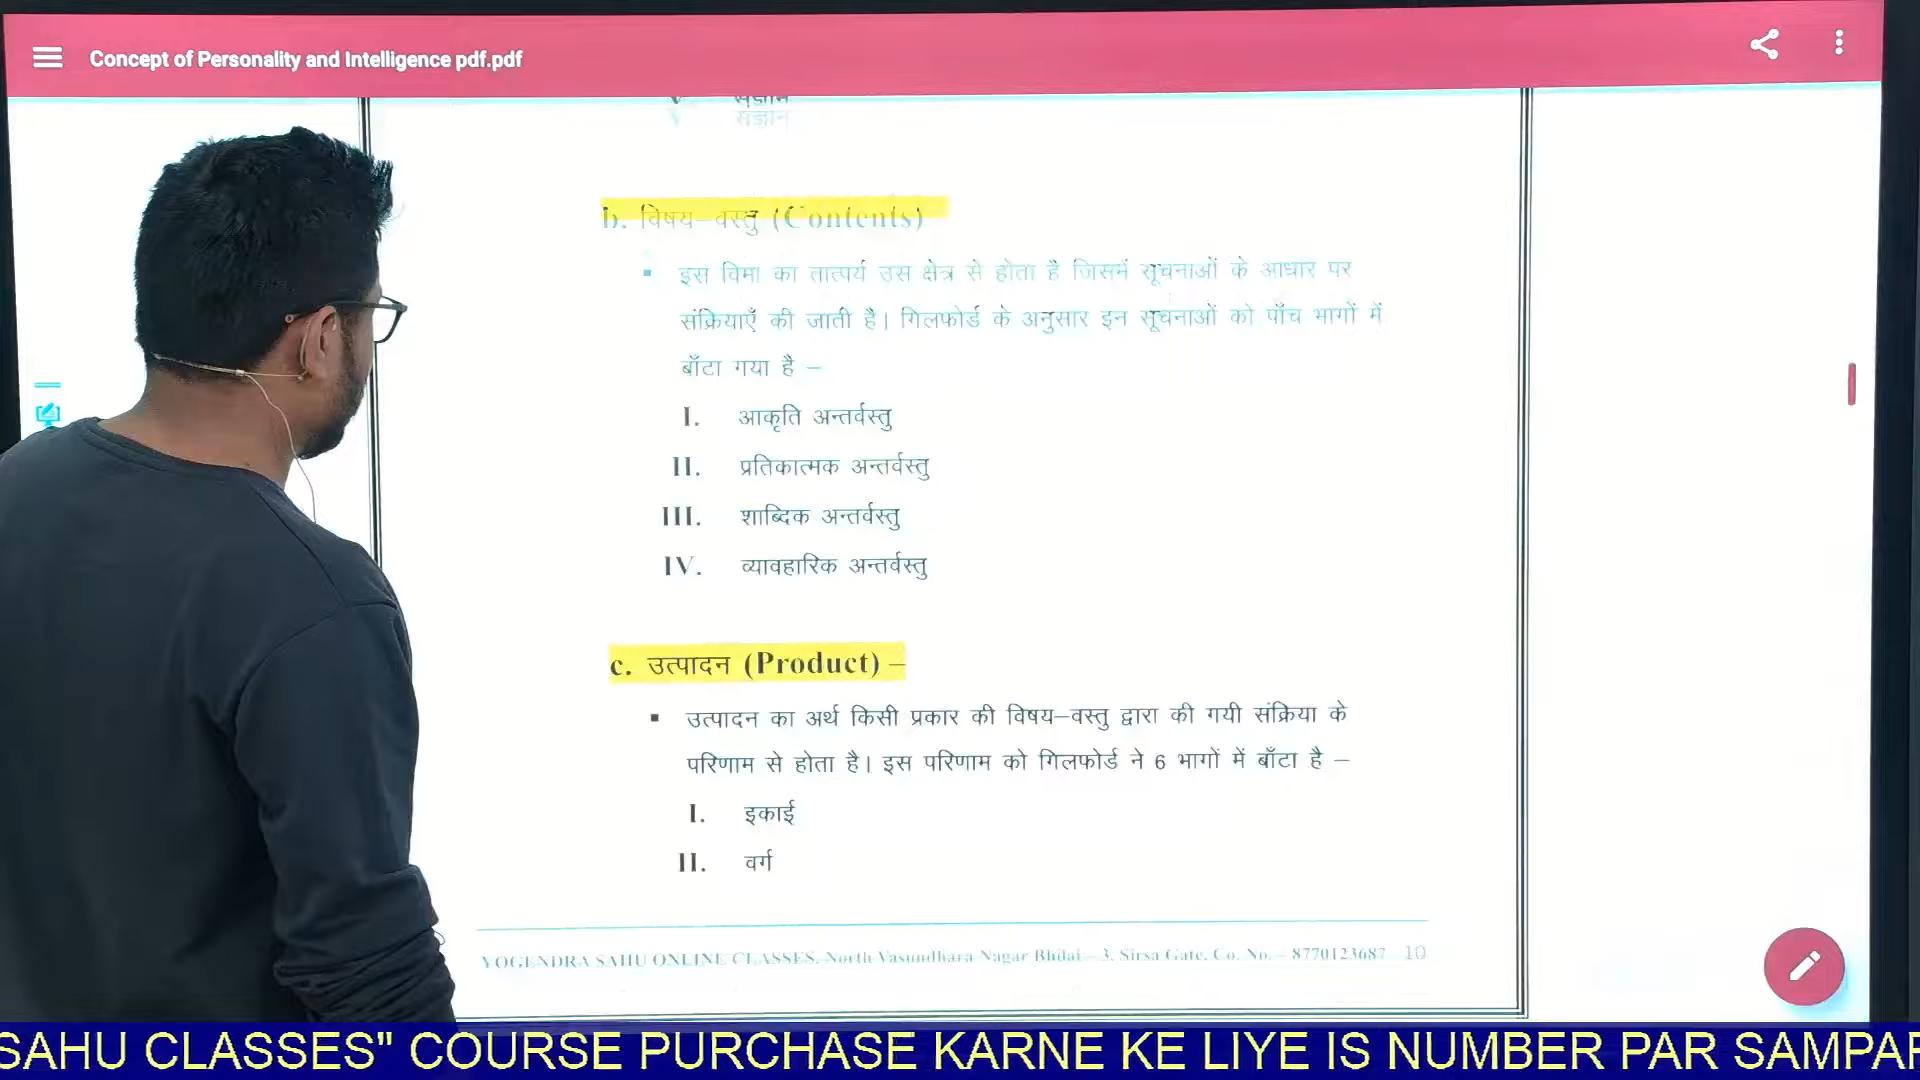 Concept of Personality and Intelligence pdf.pdf
V संज्ञान
b. विषय–वस्तु (Contents)
▪ इस विमा का तात्पर्य उस क्षेत्र से होता है जिसमें सूचनाओं के आधार पर
संक्रियाएँ की जाती है। गिलफोर्ड के अनुसार इन सूचनाओं को पाँच भागों में
बाँटा गया है –
I. आकृति अन्तर्वस्तु
II. प्रतिकात्मक अन्तर्वस्तु
III. शाब्दिक अन्तर्वस्तु
IV. व्यावहारिक अन्तर्वस्तु
c. उत्पादन (Product) –
▪ उत्पादन का अर्थ किसी प्रकार की विषय–वस्तु द्वारा की गयी संक्रिया के
परिणाम से होता है। इस परिणाम को गिलफोर्ड ने 6 भागों में बाँटा है –
I. इकाई
II. वर्ग
YOGENDRA SAHU ONLINE CLASSES, North Vasundhara Nagar Bhilai – 3, Sirsa Gate, Co. No. – 8770123687 10
SAHU CLASSES" COURSE PURCHASE KARNE KE LIYE IS NUMBER PAR SAMPAR